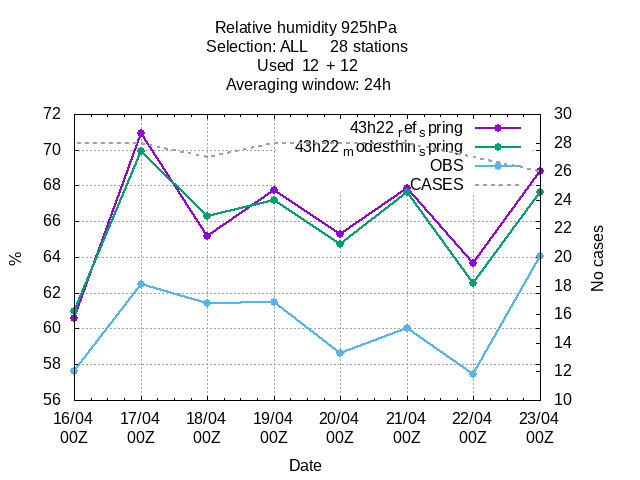 Relative humidity 925hPa
Selection: ALL 28 stations
Used 12 + 12
Averaging window: 24h
72
70
68
66
64
62
60
58
56
%
30
28
26
24
22
20
18
16
14
12
10
No cases
43h22 ref spring
43h22 modestmin spring
OBS
CASES
16/04 17/04 18/04 19/04 20/04 21/04 22/04 23/04
00Z 00Z 00Z 00Z 00Z 00Z 00Z 00Z
Date